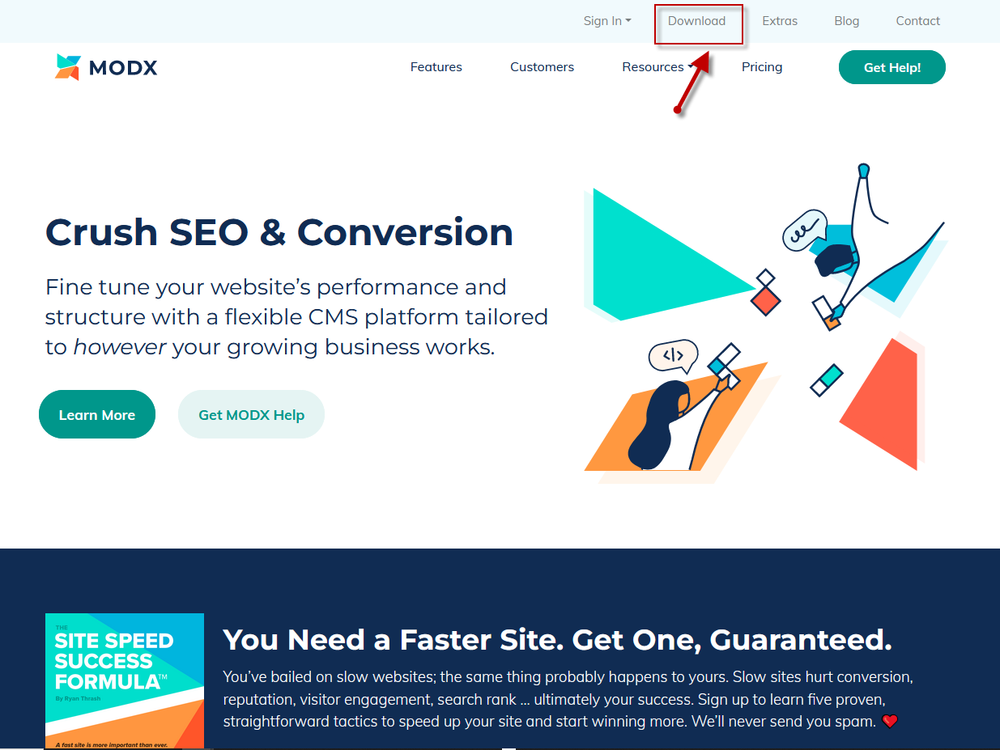 Sign In Download Extras Blog Contact
MODX Features Customers Resources Pricing Get Help!
Crush SEO & Conversion
Fine tune your website’s performance and
structure with a flexible CMS platform tailored
to however your growing business works.
Learn More Get MODX Help
</>
THE
SITE SPEED
SUCCESS
FORMULA™
By Ryan Thrash
A fast site is more important than ever.
You Need a Faster Site. Get One, Guaranteed.
You’ve bailed on slow websites; the same thing probably happens to yours. Slow sites hurt conversion,
reputation, visitor engagement, search rank ... ultimately your success. Sign up to learn five proven,
straightforward tactics to speed up your site and start winning more. We’ll never send you spam. ❤️